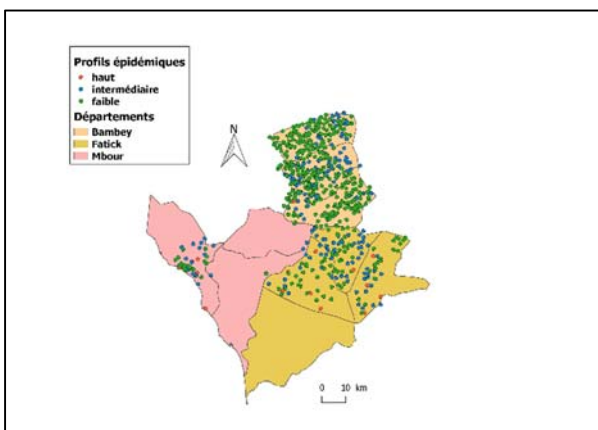 Profils épidémiques
haut
intermédiaire
faible
Départements
Bambey
Fatick
Mbour
N
0 10 km